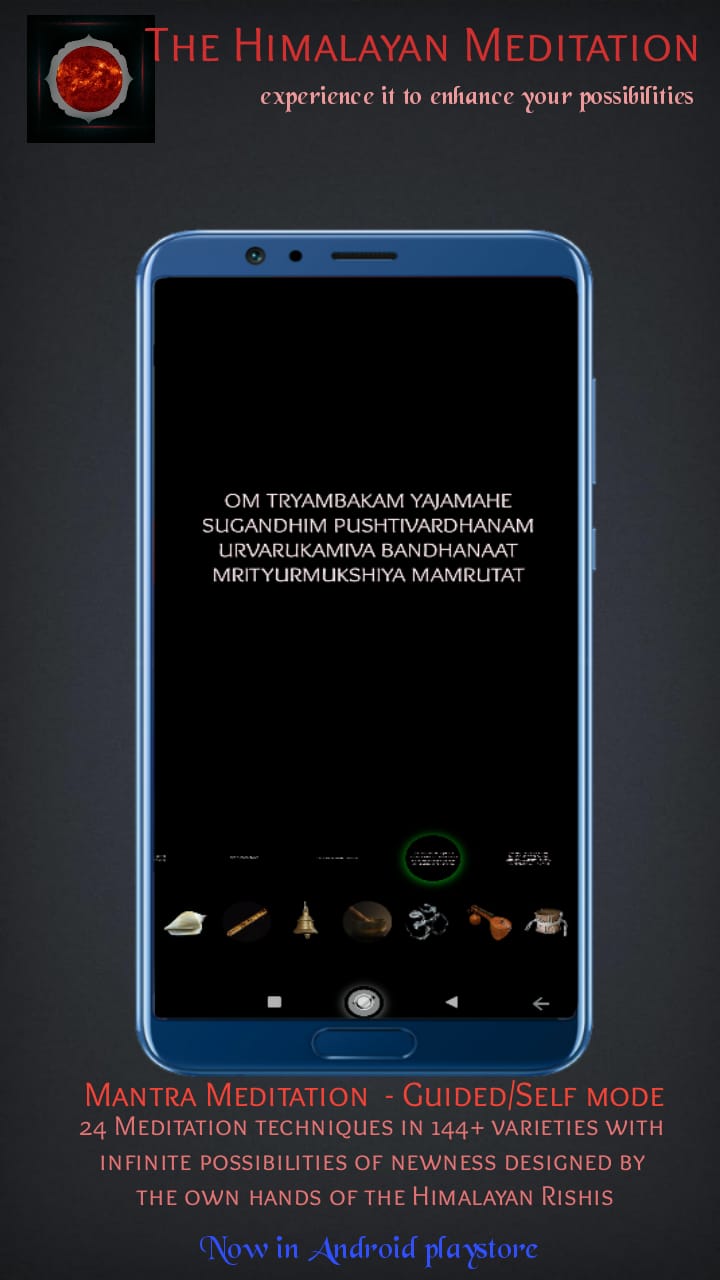 The Himalayan Meditation
experience it to enhance your possibilities
OM TRYAMBAKAM YAJAMAHE
SUGANDHIM PUSHTIVARDHANAM
URVARUKAMIVA BANDHANAAT
MRITYURMUKSHIYA MAMRUTAT
Mantra Meditation - Guided/Self mode
24 Meditation techniques in 144+ varieties with
infinite possibilities of newness designed by
the own hands of the Himalayan Rishis
Now in Android playstore